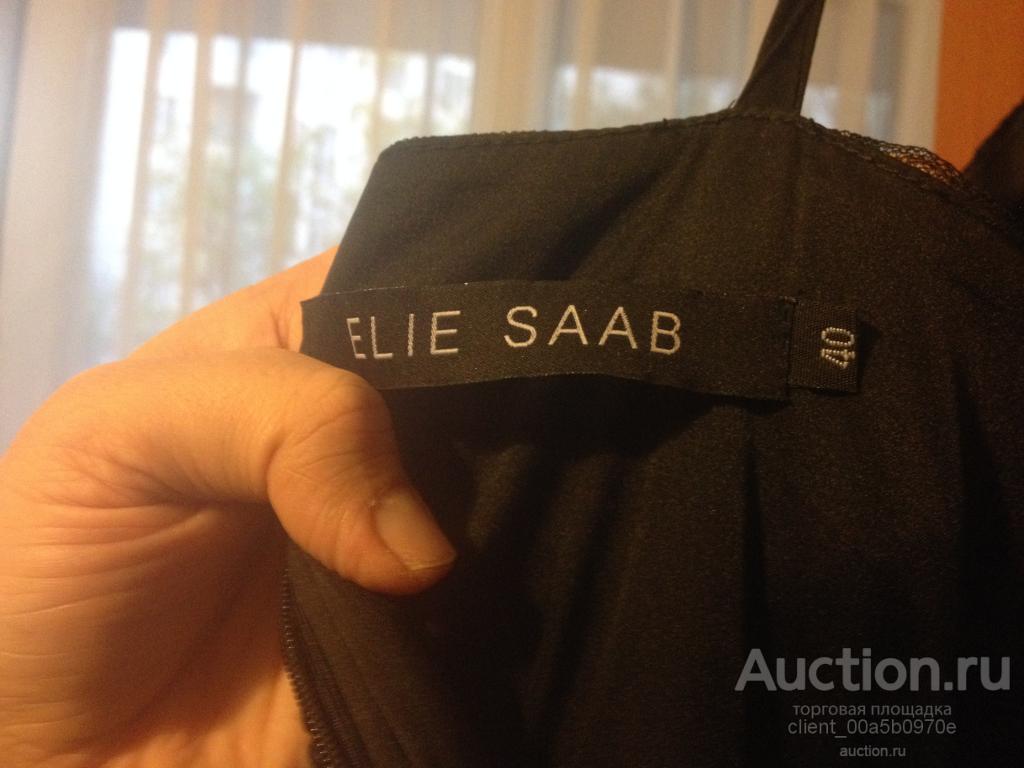 ELIE SAAB
40
Auction.ru
торговая площадка
client_00a5b0970e
auction.ru